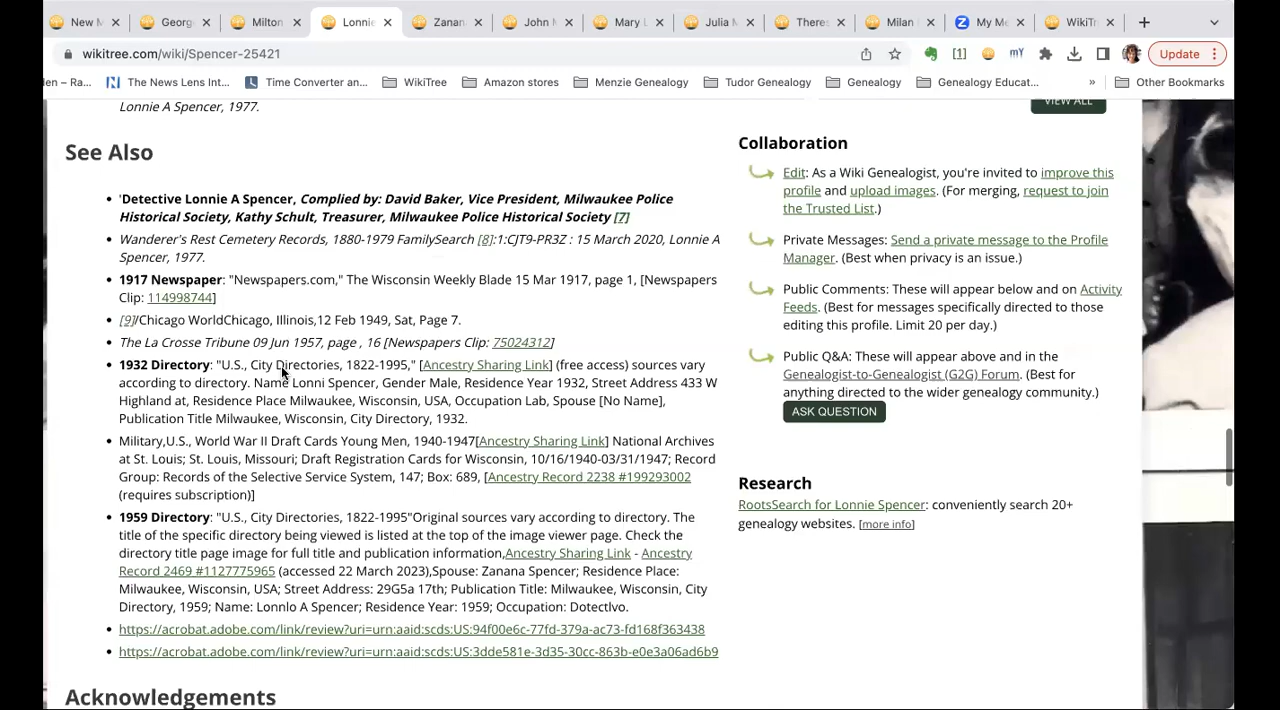 New M
Georg
Milton
Lonnie
Zanan
John M
Mary L
Julia M
Theres
Milan
My Me
WikiTr
wikitree.com/wiki/Spencer-25421
[1]
mY
Update
len – Ra...
The News Lens Int...
Time Converter an...
WikiTree
Amazon stores
Menzie Genealogy
Tudor Genealogy
Genealogy
Genealogy Educat...
»
Other Bookmarks
Lonnie A Spencer, 1977.
VIEW ALL
See Also
'Detective Lonnie A Spencer, Complied by: David Baker, Vice President, Milwaukee Police
Historical Society, Kathy Schult, Treasurer, Milwaukee Police Historical Society [7]
Wanderer's Rest Cemetery Records, 1880-1979 FamilySearch [8]:1:CJT9-PR3Z : 15 March 2020, Lonnie A
Spencer, 1977.
1917 Newspaper: "Newspapers.com," The Wisconsin Weekly Blade 15 Mar 1917, page 1, [Newspapers
Clip: 114998744]
[9]/Chicago WorldChicago, Illinois,12 Feb 1949, Sat, Page 7.
The La Crosse Tribune 09 Jun 1957, page , 16 [Newspapers Clip: 75024312]
1932 Directory: "U.S., City Directories, 1822-1995," [Ancestry Sharing Link] (free access) sources vary
according to directory. Name Lonni Spencer, Gender Male, Residence Year 1932, Street Address 433 W
Highland at, Residence Place Milwaukee, Wisconsin, USA, Occupation Lab, Spouse [No Name],
Publication Title Milwaukee, Wisconsin, City Directory, 1932.
Military,U.S., World War II Draft Cards Young Men, 1940-1947[Ancestry Sharing Link] National Archives
at St. Louis; St. Louis, Missouri; Draft Registration Cards for Wisconsin, 10/16/1940-03/31/1947; Record
Group: Records of the Selective Service System, 147; Box: 689, [Ancestry Record 2238 #199293002
(requires subscription)]
1959 Directory: "U.S., City Directories, 1822-1995"Original sources vary according to directory. The
title of the specific directory being viewed is listed at the top of the image viewer page. Check the
directory title page image for full title and publication information,Ancestry Sharing Link - Ancestry
Record 2469 #1127775965 (accessed 22 March 2023),Spouse: Zanana Spencer; Residence Place:
Milwaukee, Wisconsin, USA; Street Address: 29G5a 17th; Publication Title: Milwaukee, Wisconsin, City
Directory, 1959; Name: Lonnlo A Spencer; Residence Year: 1959; Occupation: Dotectlvo.
https://acrobat.adobe.com/link/review?uri=urn:aaid:scds:US:94f00e6c-77fd-379a-ac73-fd168f363438
https://acrobat.adobe.com/link/review?uri=urn:aaid:scds:US:3dde581e-3d35-30cc-863b-e0e3a06ad6b9
Acknowledgements
Collaboration
Edit: As a Wiki Genealogist, you're invited to improve this
profile and upload images. (For merging, request to join
the Trusted List.)
Private Messages: Send a private message to the Profile
Manager. (Best when privacy is an issue.)
Public Comments: These will appear below and on Activity
Feeds. (Best for messages specifically directed to those
editing this profile. Limit 20 per day.)
Public Q&A: These will appear above and in the
Genealogist-to-Genealogist (G2G) Forum. (Best for
anything directed to the wider genealogy community.)
ASK QUESTION
Research
RootsSearch for Lonnie Spencer: conveniently search 20+
genealogy websites. [more info]